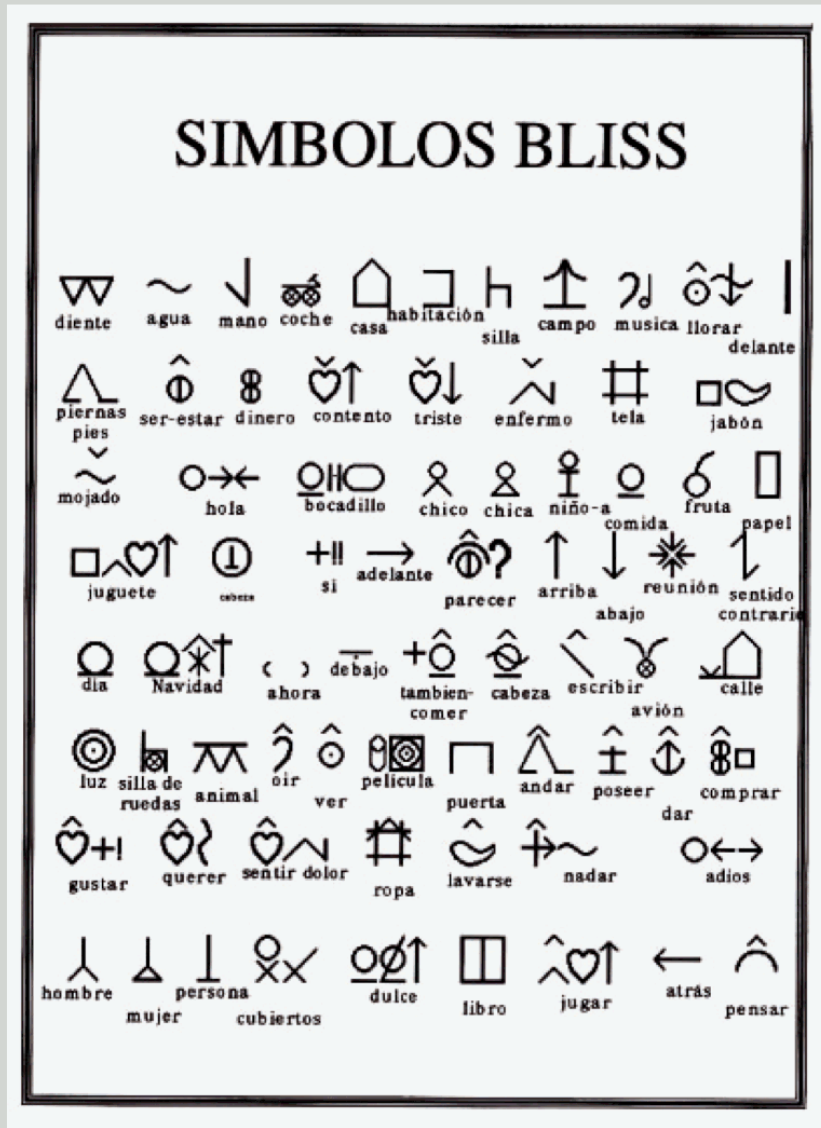 SIMBOLOS BLISS
diente agua mano coche casa habitación silla campo musica llorar delante
piernas pies ser-estar dinero contento triste enfermo tela jabón
mojado hola bocadillo chico chica niño-a comida fruta papel
juguete cabeza si adelante parecer arriba abajo reunión sentido contrario
dia Navidad ahora debajo tambien- comer cabeza escribir avión calle
luz silla de ruedas animal oir ver película puerta andar poseer dar comprar
gustar querer sentir dolor ropa lavarse nadar adios
hombre mujer persona cubiertos dulce libro jugar atrás pensar